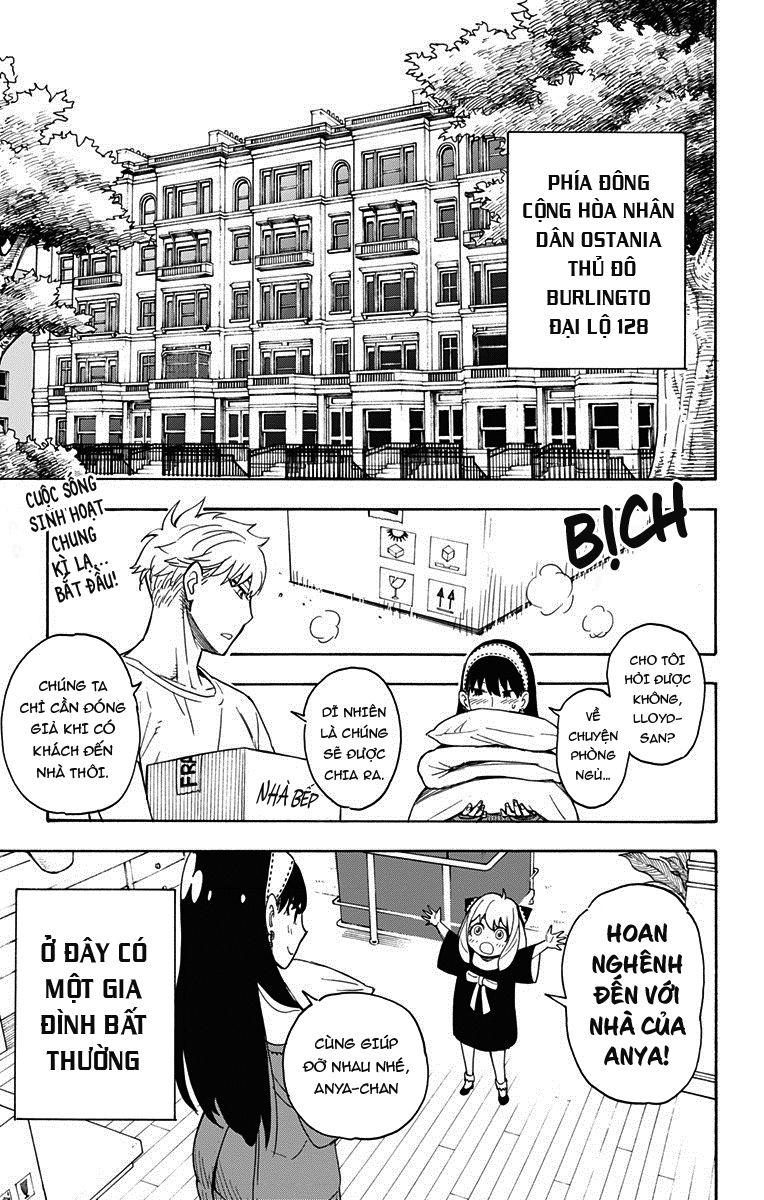 PHÍA ĐÔNG
CỘNG HÒA NHÂN
DÂN OSTANIA
THỦ ĐÔ
BURLINGTO
ĐẠI LỘ 128
BỊCH
CUỘC SỐNG
SINH HOẠT
CHUNG
KÌ LẠ...
BẮT ĐẦU!
CHO TÔI
HỎI ĐƯỢC
KHÔNG,
LLOYD-
SAN?
VỀ
CHUYỆN
PHÒNG
NGỦ...
DĨ NHIÊN
LÀ CHÚNG
SẼ ĐƯỢC
CHIA RA.
CHÚNG TA
CHỈ CẦN ĐÓNG
GIẢ KHI CÓ
KHÁCH ĐẾN
NHÀ THÔI.
FRA
NHÀ BẾP
HOAN
NGHÊNH
ĐẾN VỚI
NHÀ CỦA
ANYA!
CÙNG GIÚP
ĐỠ NHAU NHÉ,
ANYA-CHAN
Ở ĐÂY CÓ
MỘT GIA
ĐÌNH BẤT
THƯỜNG